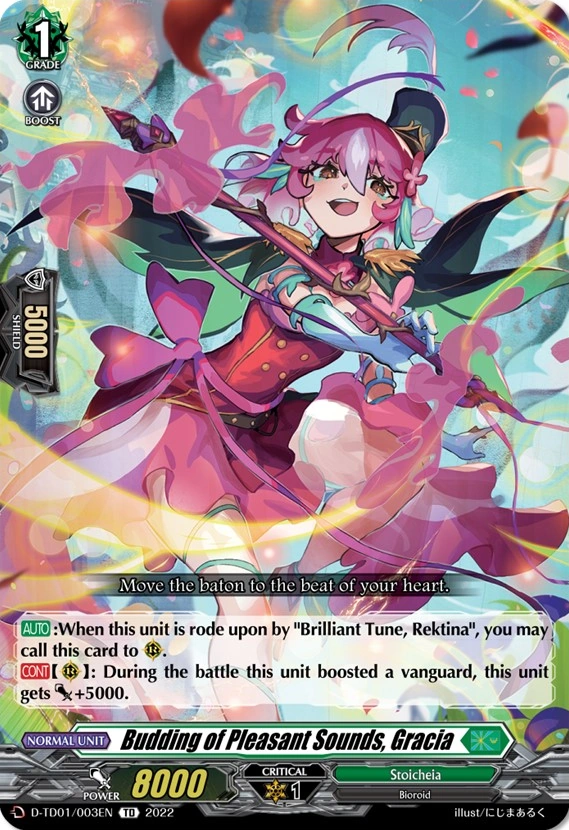 1
GRADE
BOOST
5000
SHIELD
Move the baton to the beat of your heart.
AUTO:When this unit is rode upon by "Brilliant Tune, Rektina", you may
call this card to .
CONT【 】: During the battle this unit boosted a vanguard, this unit
gets +5000.
NORMAL UNIT Budding of Pleasant Sounds, Gracia
POWER 8000 CRITICAL 1 Stoicheia
Bioroid
D-TD01/003EN TD 2022 illust/にじまあるく